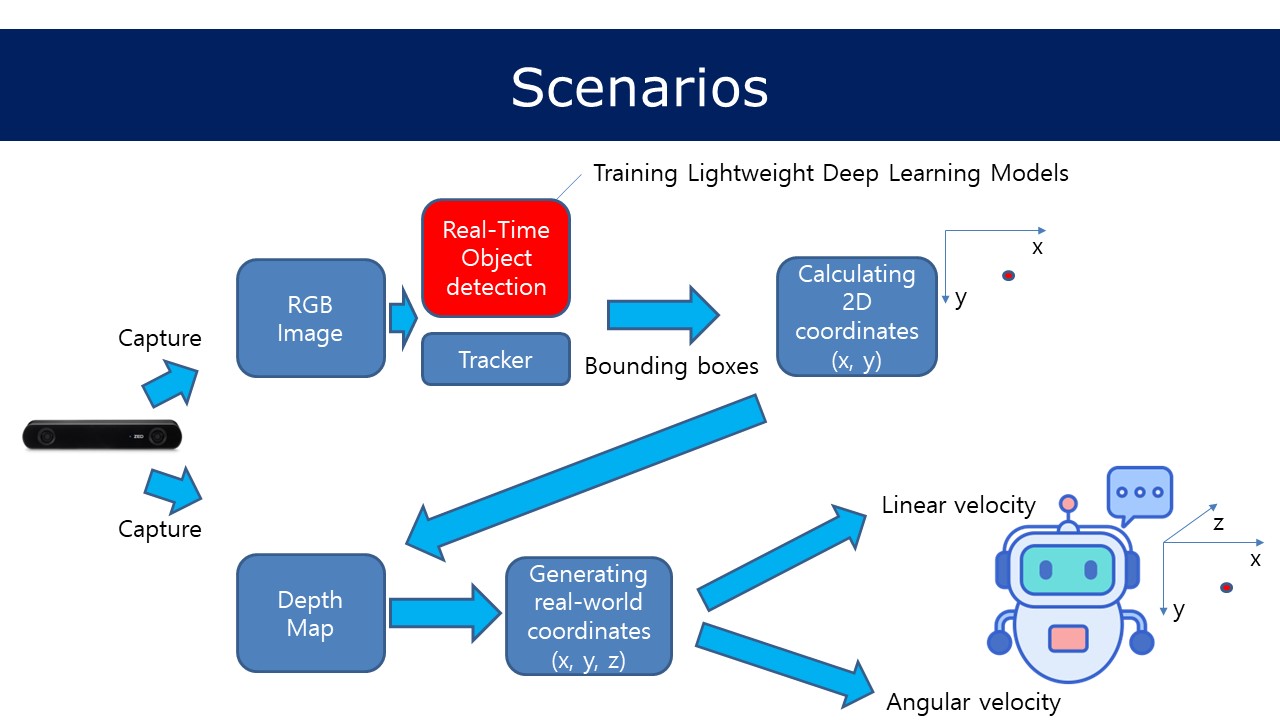 Scenarios
Training Lightweight Deep Learning Models
Real-Time
Object
detection
RGB
Image
Capture
Tracker
Bounding boxes
Calculating
2D
coordinates
(x, y)
x
y
ZED
Capture
Depth
Map
Generating
real-world
coordinates
(x, y, z)
Linear velocity
Angular velocity
z
x
y